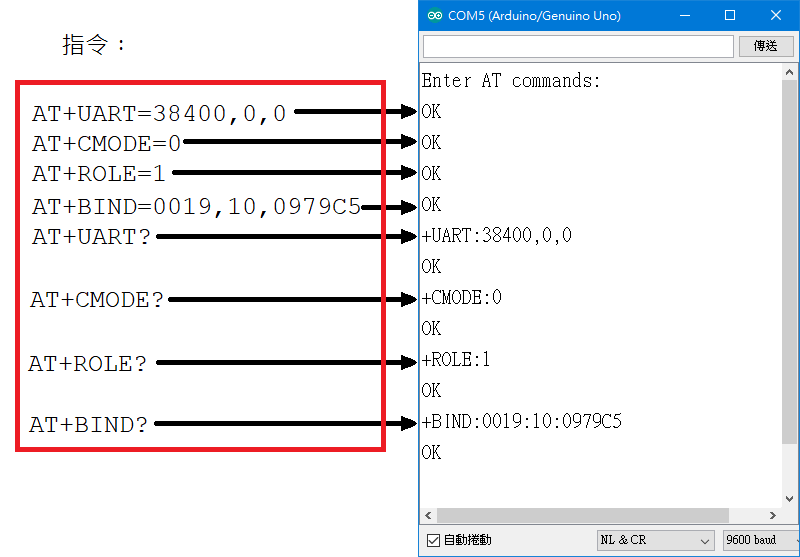 指令：
AT+UART=38400,0,0
AT+CMODE=0
AT+ROLE=1
AT+BIND=0019,10,0979C5
AT+UART?
AT+CMODE?
AT+ROLE?
AT+BIND?
COM5 (Arduino/Genuino Uno)
傳送
Enter AT commands:
OK
OK
OK
OK
+UART:38400,0,0
OK
+CMODE:0
OK
+ROLE:1
OK
+BIND:0019:10:0979C5
OK
自動捲動
NL & CR
9600 baud